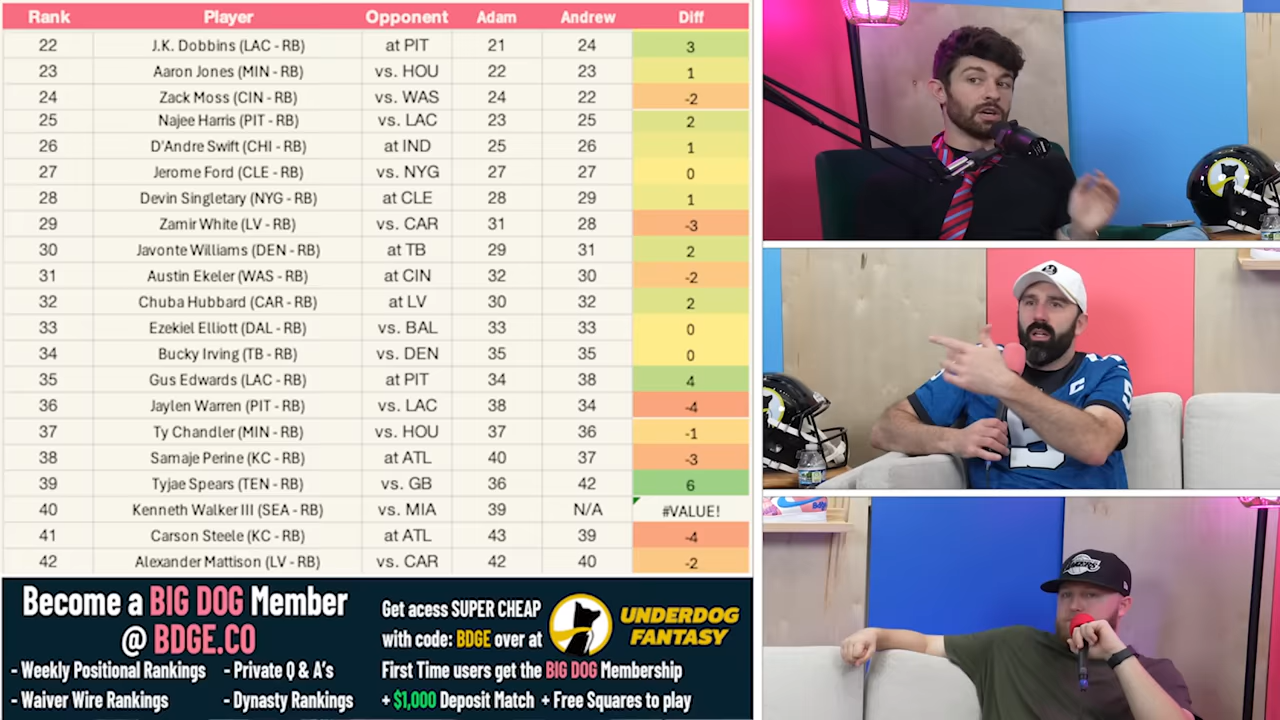 Rank Player Opponent Adam Andrew Diff
22 J.K. Dobbins (LAC - RB) at PIT 21 24 3
23 Aaron Jones (MIN - RB) vs. HOU 22 23 1
24 Zack Moss (CIN - RB) vs. WAS 24 22 -2
25 Najee Harris (PIT - RB) vs. LAC 23 25 2
26 D'Andre Swift (CHI - RB) at IND 25 26 1
27 Jerome Ford (CLE - RB) vs. NYG 27 27 0
28 Devin Singletary (NYG - RB) at CLE 28 29 1
29 Zamir White (LV - RB) vs. CAR 31 28 -3
30 Javonte Williams (DEN - RB) at TB 29 31 2
31 Austin Ekeler (WAS - RB) at CIN 32 30 -2
32 Chuba Hubbard (CAR - RB) at LV 30 32 2
33 Ezekiel Elliott (DAL - RB) vs. BAL 33 33 0
34 Bucky Irving (TB - RB) vs. DEN 35 35 0
35 Gus Edwards (LAC - RB) at PIT 34 38 4
36 Jaylen Warren (PIT - RB) vs. LAC 38 34 -4
37 Ty Chandler (MIN - RB) vs. HOU 37 36 -1
38 Samaje Perine (KC - RB) at ATL 40 37 -3
39 Tyjae Spears (TEN - RB) vs. GB 36 42 6
40 Kenneth Walker III (SEA - RB) vs. MIA 39 N/A #VALUE!
41 Carson Steele (KC - RB) at ATL 43 39 -4
42 Alexander Mattison (LV - RB) vs. CAR 42 40 -2
Become a BIG DOG Member
@ BDGE.CO
- Weekly Positional Rankings - Private Q & A's
- Waiver Wire Rankings - Dynasty Rankings
Get acess SUPER CHEAP
with code: BDGE over at
UNDERDOG
FANTASY
First Time users get the BIG DOG Membership
+ $1,000 Deposit Match + Free Squares to play
C
5
5